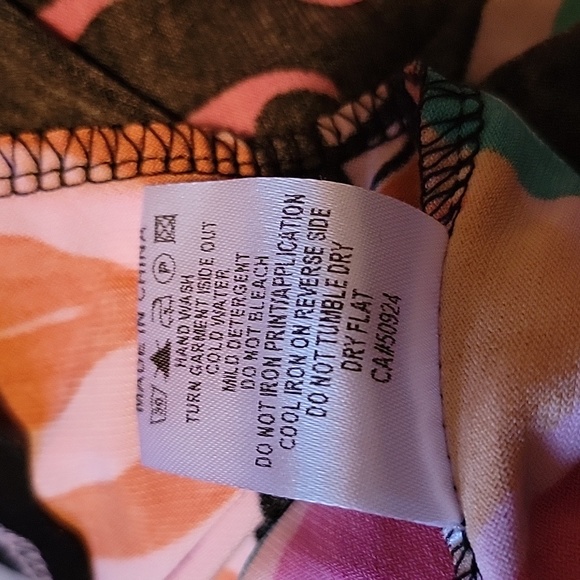 MADE IN CHINA
HAND WASH
TURN GARMENT INSIDE OUT
COLD WATER
MILD DETERGENT
DO NOT BLEACH
DO NOT IRON PRINT/APPLICATION
COOL IRON ON REVERSE SIDE
DO NOT TUMBLE DRY
DRY FLAT
CA#50924